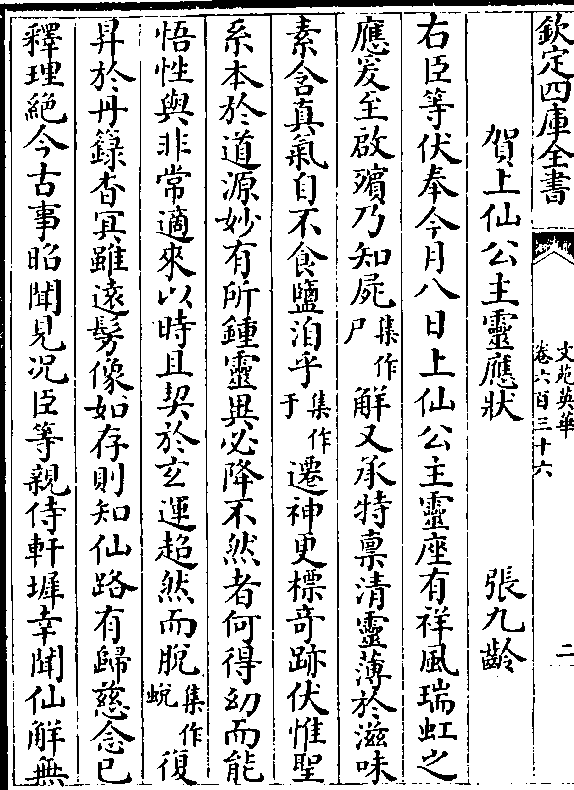 欽定四庫全書
文苑英華
卷六百三十六
二
賀上仙公主靈應狀
張九齡
右臣等伏奉今月八日上仙公主靈座有祥風瑞虹之
應爰至啟殯乃知屍集作尸解又承特禀清靈薄於滋味
素含真氣自不食鹽洎乎集作于遷神更標奇跡伏惟聖
系本於道源妙有所鍾靈異必降不然者何得幼而能
悟性與非常適來以時且契於玄運超然而脫集作蛻復
昇於丹籙杳冥雖遠髣像如存則知仙路有歸慈念已
釋理絶今古事昭聞見况臣等親侍軒墀幸聞仙解無